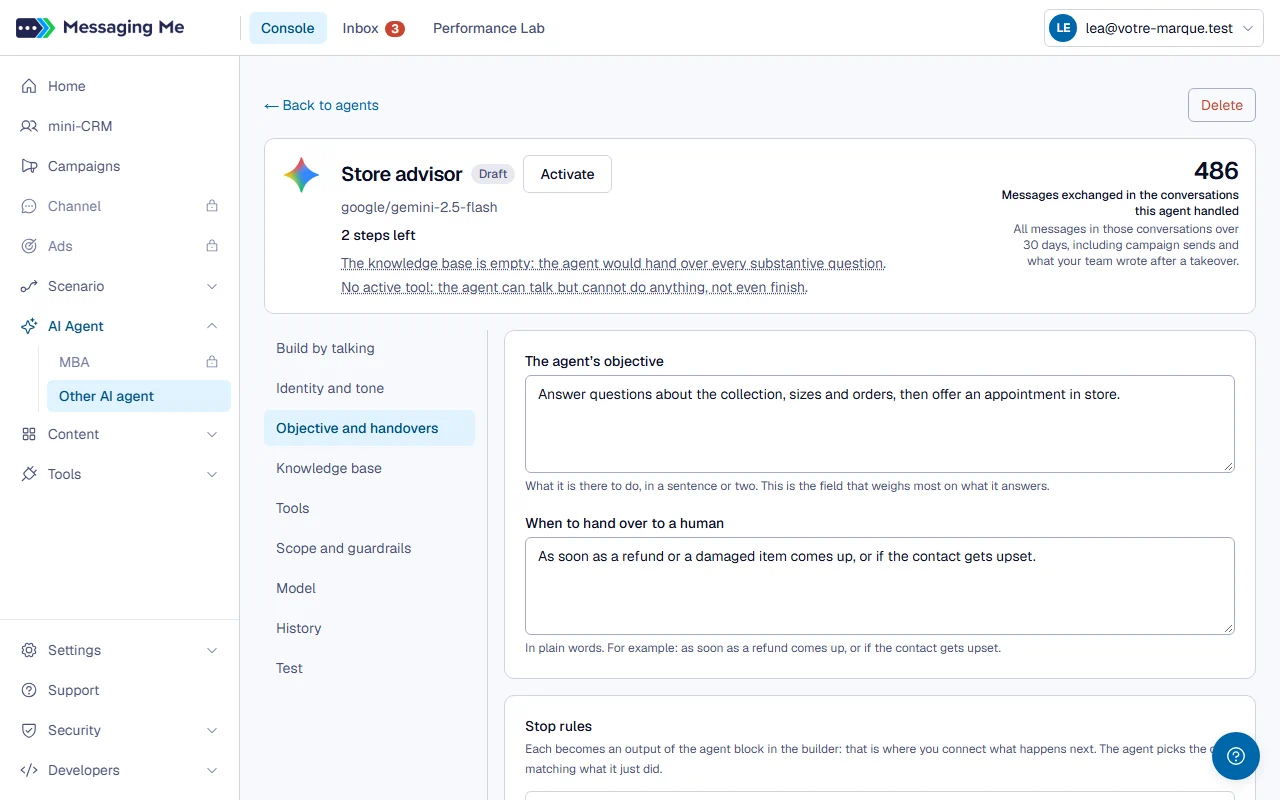 Messaging Me
Console
Inbox 3
Performance Lab
LE lea@votre-marque.test
Home
mini-CRM
Campaigns
Channel
Ads
Scenario
AI Agent
MBA
Other AI agent
Content
Tools
Settings
Support
Security
Developers
← Back to agents
Delete
Store advisor Draft Activate
google/gemini-2.5-flash
2 steps left
The knowledge base is empty: the agent would hand over every substantive question.
No active tool: the agent can talk but cannot do anything, not even finish.
486
Messages exchanged in the conversations
this agent handled
All messages in those conversations over
30 days, including campaign sends and
what your team wrote after a takeover.
Build by talking
Identity and tone
Objective and handovers
Knowledge base
Tools
Scope and guardrails
Model
History
Test
The agent's objective
Answer questions about the collection, sizes and orders, then offer an appointment in store.
What it is there to do, in a sentence or two. This is the field that weighs most on what it answers.
When to hand over to a human
As soon as a refund or a damaged item comes up, or if the contact gets upset.
In plain words. For example: as soon as a refund comes up, or if the contact gets upset.
Stop rules
Each becomes an output of the agent block in the builder: that is where you connect what happens next. The agent picks the
matching what it just did.